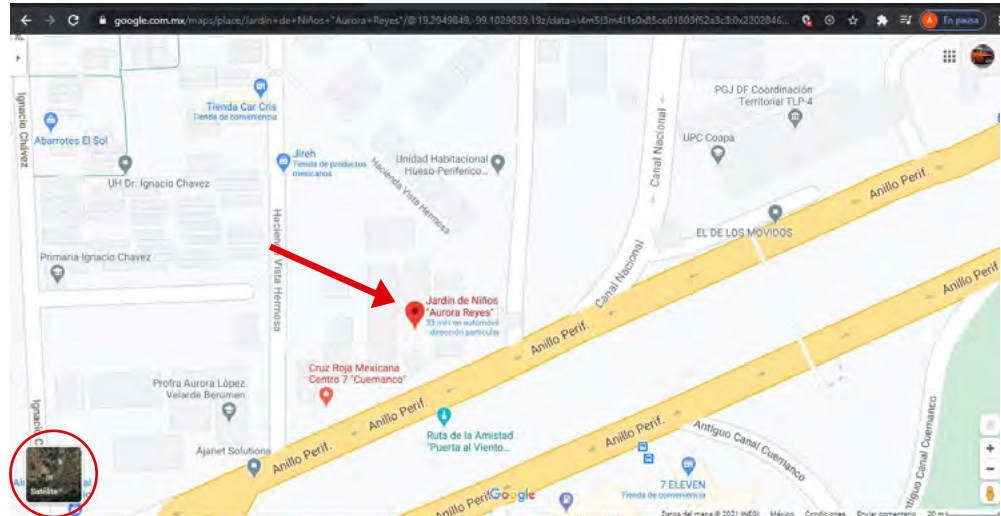 google.com.mx/maps/place/Jardín+de+Niños+"Aurora+Reyes"/@19.2949849,-99.1029839,19z/data=!4m5!3m4!1s0x85ce01803f52a3c3:0x2202846...
En pausa
PGJ DF Coordinación
Territorial TLP-4
Tienda Car Cris
Tienda de conveniencia
Ignacio Chávez
Abarrotes El Sol
Canal Nacional
UPC Coapa
Jireh
Tienda de productos
mexicanos
Unidad Habitacional
Hueso Periferico...
Hacienda Vista Hermosa
UH Dr. Ignacio Chavez
Anillo Perif.
Hacienda Vista Hermosa
EL DE LOS MOVIDOS
Primaria Ignacio Chavez
Canal Nacional
Anillo Perif.
Jardín de Niños
"Aurora Reyes"
33 min en automóvil
dirección particular
Anillo Perif.
Cruz Roja Mexicana
Centro 7 "Cuemanco"
Profra Aurora López
Velarde Berumen
Anillo Perif.
Ruta de la Amistad
"Puerta al Viento...
Anillo Perif.
Antiguo Canal Cuemanco
Antiguo Canal Cuemanco
Ajanet Solutions
Anillo Perif.
Satélite
7 ELEVEN
Tienda de conveniencia
Anillo Perif.
Google
Datos del mapa © 2021 INEGI México Condiciones Enviar comentario 20 m